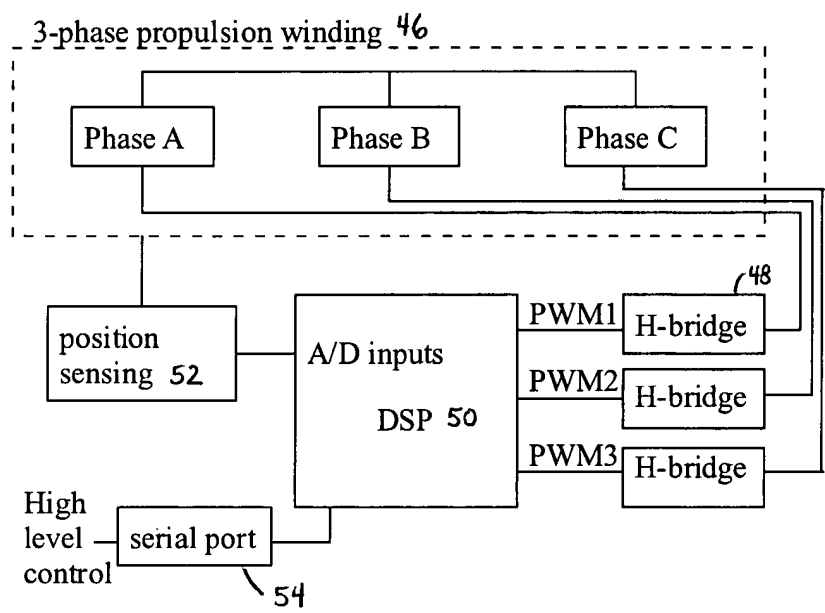 3-phase propulsion winding 46
Phase A
Phase B
Phase C
48
PWM1
H-bridge
position
sensing 52
A/D inputs
PWM2
H-bridge
DSP 50
PWM3
H-bridge
High
level
control
serial port
54